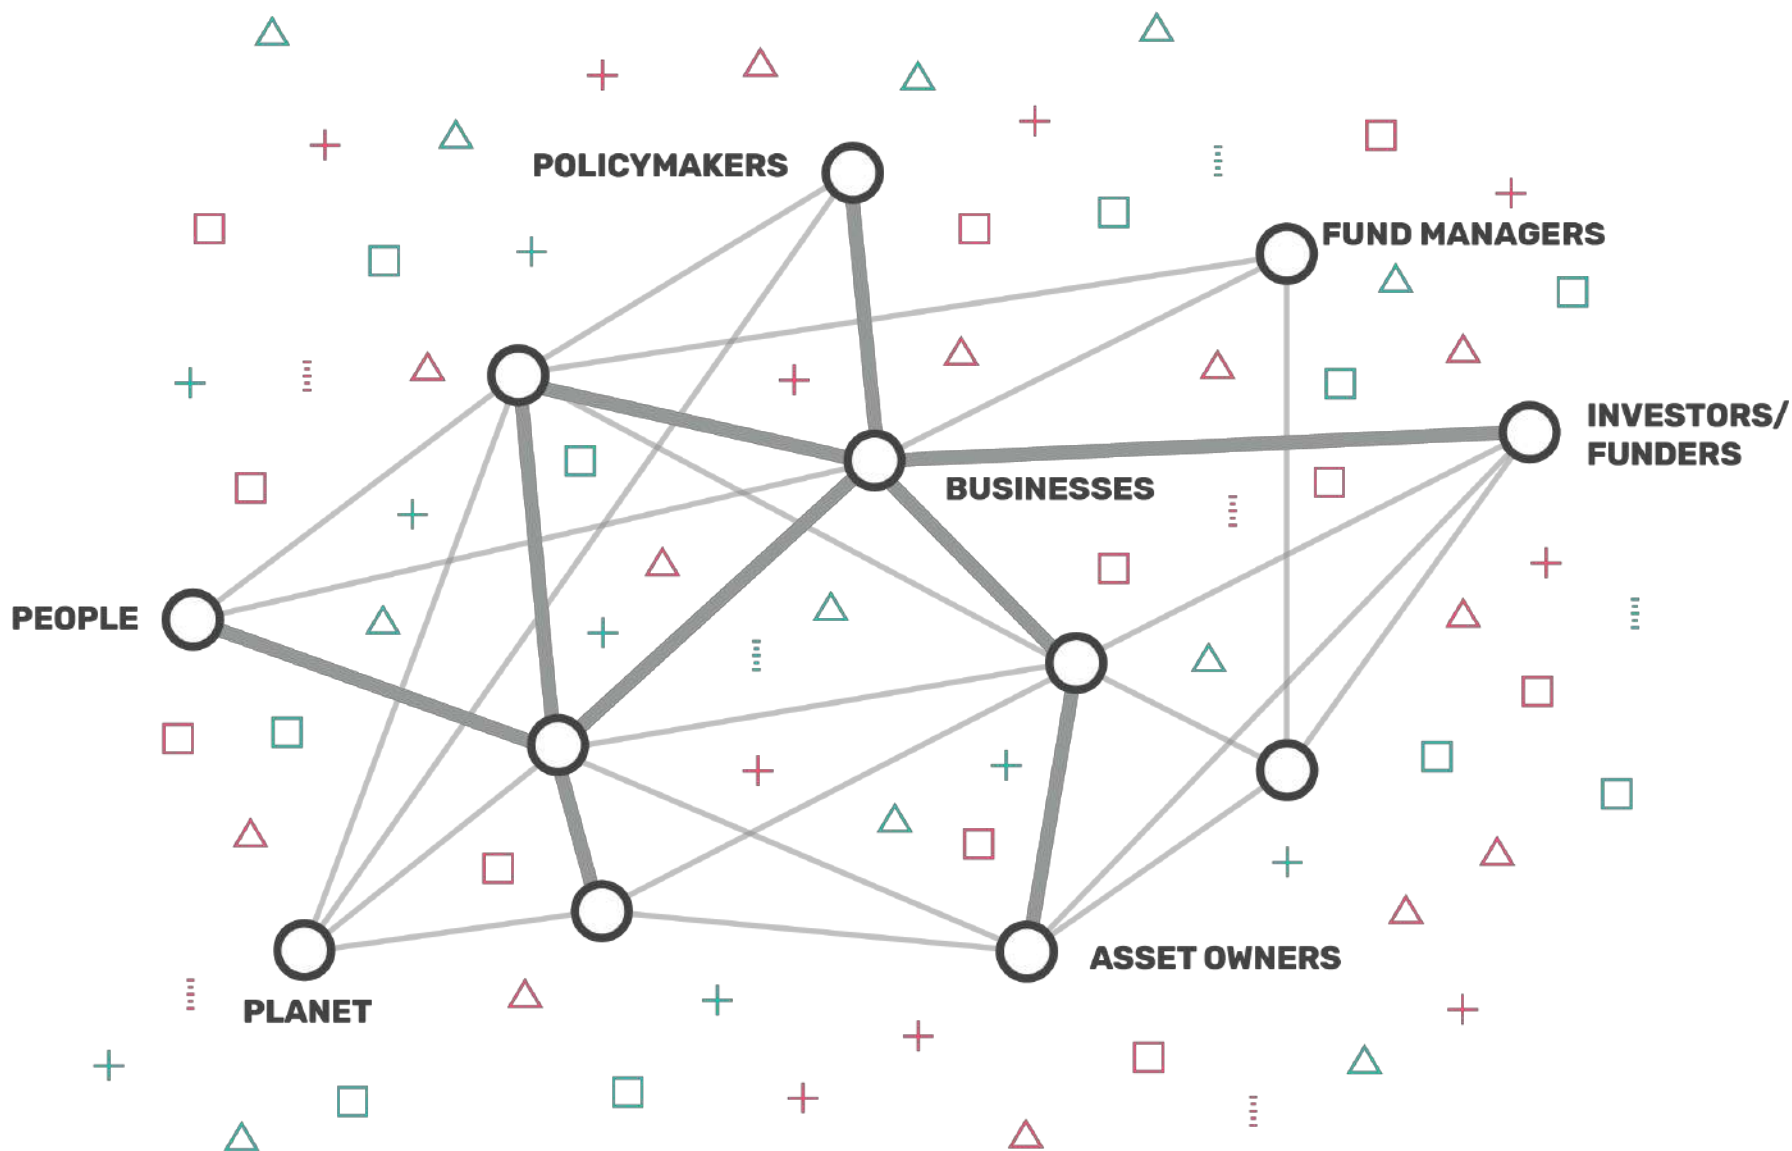 POLICYMAKERS
FUND MANAGERS
INVESTORS/
FUNDERS
BUSINESSES
PEOPLE
ASSET OWNERS
PLANET